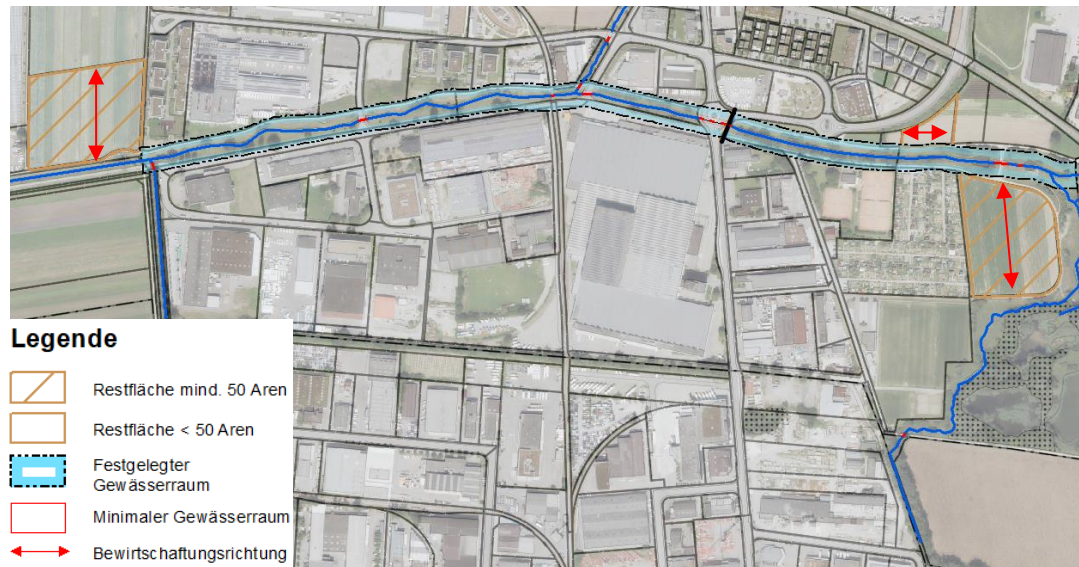 Legende
Restfläche mind. 50 Aren
Restfläche < 50 Aren
Festgelegter
Gewässerraum
Minimaler Gewässerraum
Bewirtschaftungsrichtung